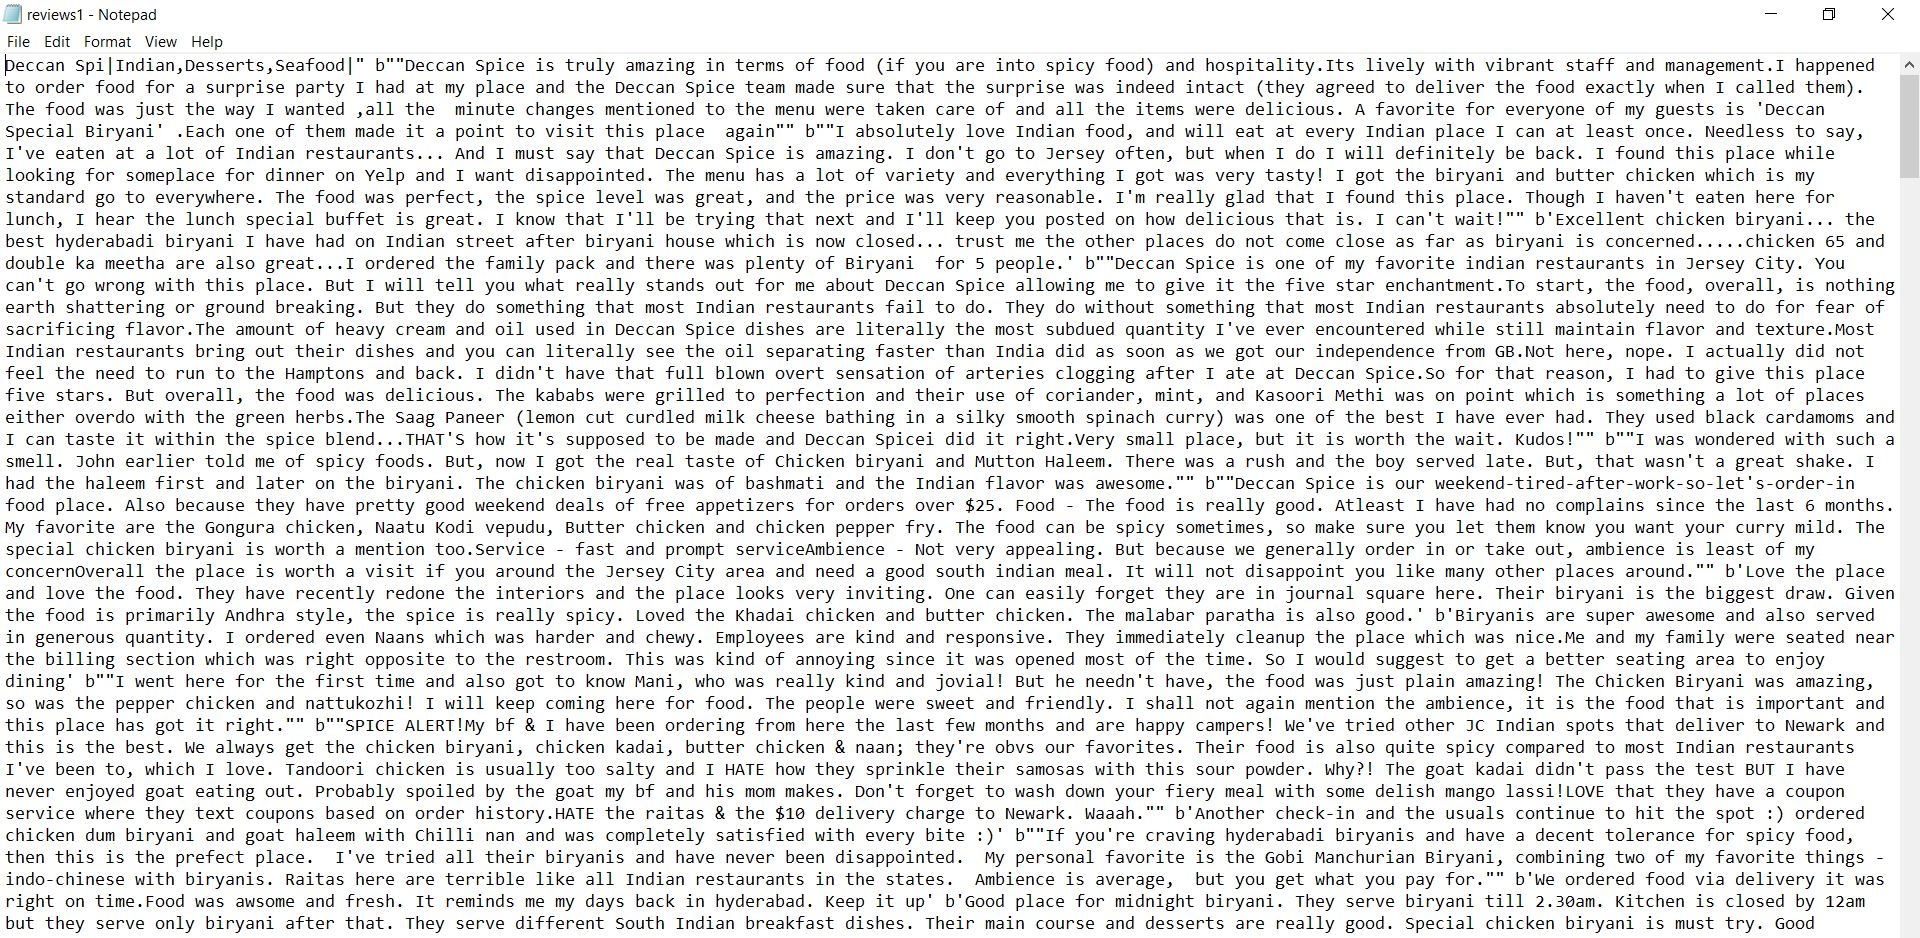 reviews1 - Notepad
File Edit Format View Help
Deccan Spi|Indian,Desserts,Seafood|" b""Deccan Spice is truly amazing in terms of food (if you are into spicy food) and hospitality.Its lively with vibrant staff and management.I happened
to order food for a surprise party I had at my place and the Deccan Spice team made sure that the surprise was indeed intact (they agreed to deliver the food exactly when I called them).
The food was just the way I wanted ,all the  minute changes mentioned to the menu were taken care of and all the items were delicious. A favorite for everyone of my guests is 'Deccan
Special Biryani' .Each one of them made it a point to visit this place  again"" b""I absolutely love Indian food, and will eat at every Indian place I can at least once. Needless to say,
I've eaten at a lot of Indian restaurants... And I must say that Deccan Spice is amazing. I don't go to Jersey often, but when I do I will definitely be back. I found this place while
looking for someplace for dinner on Yelp and I want disappointed. The menu has a lot of variety and everything I got was very tasty! I got the biryani and butter chicken which is my
standard go to everywhere. The food was perfect, the spice level was great, and the price was very reasonable. I'm really glad that I found this place. Though I haven't eaten here for
lunch, I hear the lunch special buffet is great. I know that I'll be trying that next and I'll keep you posted on how delicious that is. I can't wait!"" b'Excellent chicken biryani... the
best hyderabadi biryani I have had on Indian street after biryani house which is now closed... trust me the other places do not come close as far as biryani is concerned.....chicken 65 and
double ka meetha are also great...I ordered the family pack and there was plenty of Biryani  for 5 people.' b""Deccan Spice is one of my favorite indian restaurants in Jersey City. You
can't go wrong with this place. But I will tell you what really stands out for me about Deccan Spice allowing me to give it the five star enchantment.To start, the food, overall, is nothing
earth shattering or ground breaking. But they do something that most Indian restaurants fail to do. They do without something that most Indian restaurants absolutely need to do for fear of
sacrificing flavor.The amount of heavy cream and oil used in Deccan Spice dishes are literally the most subdued quantity I've ever encountered while still maintain flavor and texture.Most
Indian restaurants bring out their dishes and you can literally see the oil separating faster than India did as soon as we got our independence from GB.Not here, nope. I actually did not
feel the need to run to the Hamptons and back. I didn't have that full blown overt sensation of arteries clogging after I ate at Deccan Spice.So for that reason, I had to give this place
five stars. But overall, the food was delicious. The kababs were grilled to perfection and their use of coriander, mint, and Kasoori Methi was on point which is something a lot of places
either overdo with the green herbs.The Saag Paneer (lemon cut curdled milk cheese bathing in a silky smooth spinach curry) was one of the best I have ever had. They used black cardamoms and
I can taste it within the spice blend...THAT'S how it's supposed to be made and Deccan Spicei did it right.Very small place, but it is worth the wait. Kudos!"" b""I was wondered with such a
smell. John earlier told me of spicy foods. But, now I got the real taste of Chicken biryani and Mutton Haleem. There was a rush and the boy served late. But, that wasn't a great shake. I
had the haleem first and later on the biryani. The chicken biryani was of bashmati and the Indian flavor was awesome."" b""Deccan Spice is our weekend-tired-after-work-so-let's-order-in
food place. Also because they have pretty good weekend deals of free appetizers for orders over $25. Food - The food is really good. Atleast I have had no complains since the last 6 months.
My favorite are the Gongura chicken, Naatu Kodi vepudu, Butter chicken and chicken pepper fry. The food can be spicy sometimes, so make sure you let them know you want your curry mild. The
special chicken biryani is worth a mention too.Service - fast and prompt serviceAmbience - Not very appealing. But because we generally order in or take out, ambience is least of my
concernOverall the place is worth a visit if you around the Jersey City area and need a good south indian meal. It will not disappoint you like many other places around."" b'Love the place
and love the food. They have recently redone the interiors and the place looks very inviting. One can easily forget they are in journal square here. Their biryani is the biggest draw. Given
the food is primarily Andhra style, the spice is really spicy. Loved the Khadai chicken and butter chicken. The malabar paratha is also good.' b'Biryanis are super awesome and also served
in generous quantity. I ordered even Naans which was harder and chewy. Employees are kind and responsive. They immediately cleanup the place which was nice.Me and my family were seated near
the billing section which was right opposite to the restroom. This was kind of annoying since it was opened most of the time. So I would suggest to get a better seating area to enjoy
dining' b""I went here for the first time and also got to know Mani, who was really kind and jovial! But he needn't have, the food was just plain amazing! The Chicken Biryani was amazing,
so was the pepper chicken and nattukozhi! I will keep coming here for food. The people were sweet and friendly. I shall not again mention the ambience, it is the food that is important and
this place has got it right."" b""SPICE ALERT!My bf & I have been ordering from here the last few months and are happy campers! We've tried other JC Indian spots that deliver to Newark and
this is the best. We always get the chicken biryani, chicken kadai, butter chicken & naan; they're obvs our favorites. Their food is also quite spicy compared to most Indian restaurants
I've been to, which I love. Tandoori chicken is usually too salty and I HATE how they sprinkle their samosas with this sour powder. Why?! The goat kadai didn't pass the test BUT I have
never enjoyed goat eating out. Probably spoiled by the goat my bf and his mom makes. Don't forget to wash down your fiery meal with some delish mango lassi!LOVE that they have a coupon
service where they text coupons based on order history.HATE the raitas & the $10 delivery charge to Newark. Waaah."" b'Another check-in and the usuals continue to hit the spot :) ordered
chicken dum biryani and goat haleem with Chilli nan and was completely satisfied with every bite :)' b""If you're craving hyderabadi biryanis and have a decent tolerance for spicy food,
then this is the prefect place.  I've tried all their biryanis and have never been disappointed.  My personal favorite is the Gobi Manchurian Biryani, combining two of my favorite things -
indo-chinese with biryanis. Raitas here are terrible like all Indian restaurants in the states.  Ambience is average,  but you get what you pay for."" b'We ordered food via delivery it was
right on time.Food was awsome and fresh. It reminds me my days back in hyderabad. Keep it up' b'Good place for midnight biryani. They serve biryani till 2.30am. Kitchen is closed by 12am
but they serve only biryani after that. They serve different South Indian breakfast dishes. Their main course and desserts are really good. Special chicken biryani is must try. Good